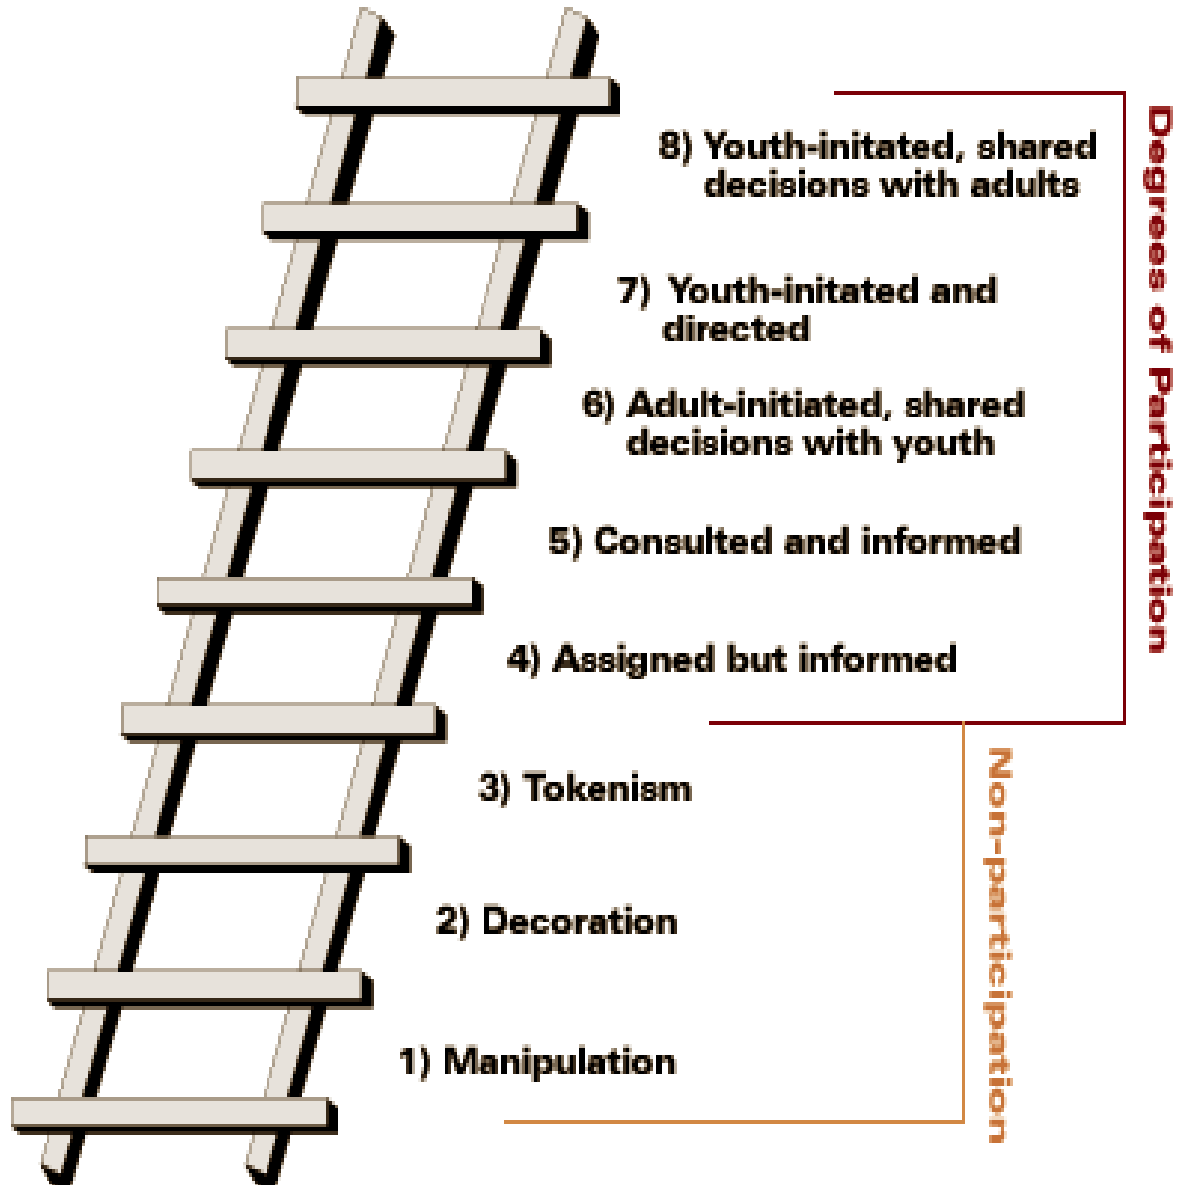 8) Youth-initated, shared
decisions with adults
7) Youth-initated and
directed
6) Adult-initiated, shared
decisions with youth
5) Consulted and informed
4) Assigned but informed
3) Tokenism
2) Decoration
1) Manipulation
Degrees of Participation
Non-participation